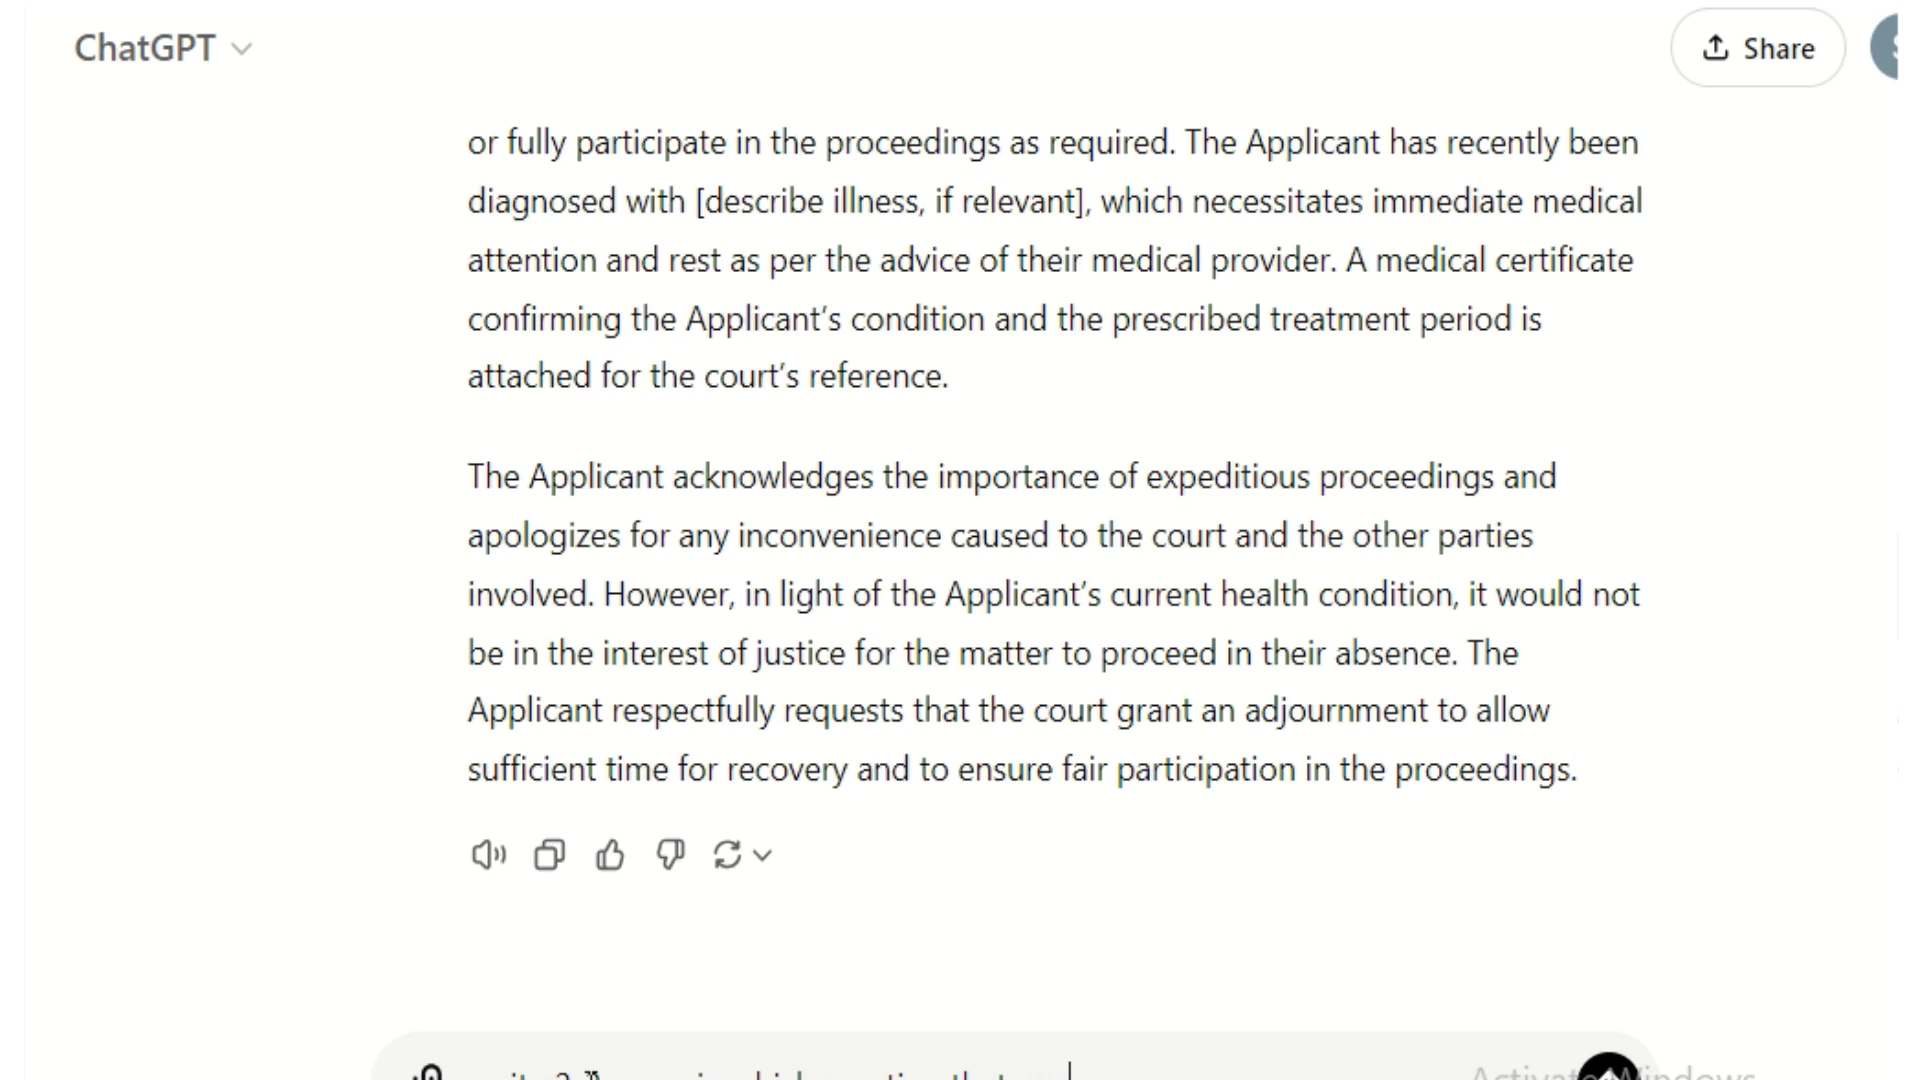 ChatGPT
Share
or fully participate in the proceedings as required. The Applicant has recently been
diagnosed with [describe illness, if relevant], which necessitates immediate medical
attention and rest as per the advice of their medical provider. A medical certificate
confirming the Applicant’s condition and the prescribed treatment period is
attached for the court’s reference.
The Applicant acknowledges the importance of expeditious proceedings and
apologizes for any inconvenience caused to the court and the other parties
involved. However, in light of the Applicant’s current health condition, it would not
be in the interest of justice for the matter to proceed in their absence. The
Applicant respectfully requests that the court grant an adjournment to allow
sufficient time for recovery and to ensure fair participation in the proceedings.
Activate Windows